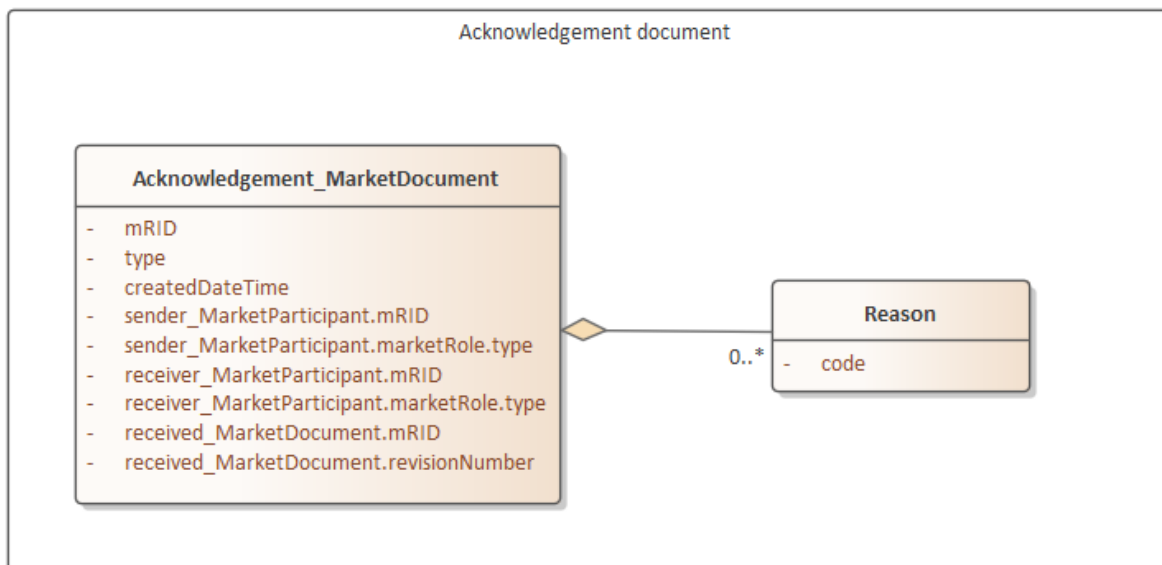 Acknowledgement document
Acknowledgement_MarketDocument
- mRID
- type
- createdDateTime
- sender_MarketParticipant.mRID
- sender_MarketParticipant.marketRole.type
- receiver_MarketParticipant.mRID
- receiver_MarketParticipant.marketRole.type
- received_MarketDocument.mRID
- received_MarketDocument.revisionNumber
0..*
Reason
- code